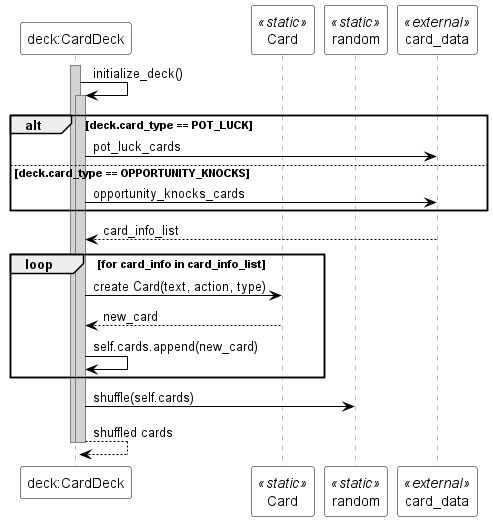 «static» «static» «external»
deck:CardDeck Card random card_data
initialize_deck()
alt [deck.card_type == POT_LUCK]
pot_luck_cards
[deck.card_type == OPPORTUNITY_KNOCKS]
opportunity_knocks_cards
card_info_list
loop [for card_info in card_info_list]
create Card(text, action, type)
new_card
self.cards.append(new_card)
shuffle(self.cards)
shuffled cards
«static» «static» «external»
deck:CardDeck Card random card_data